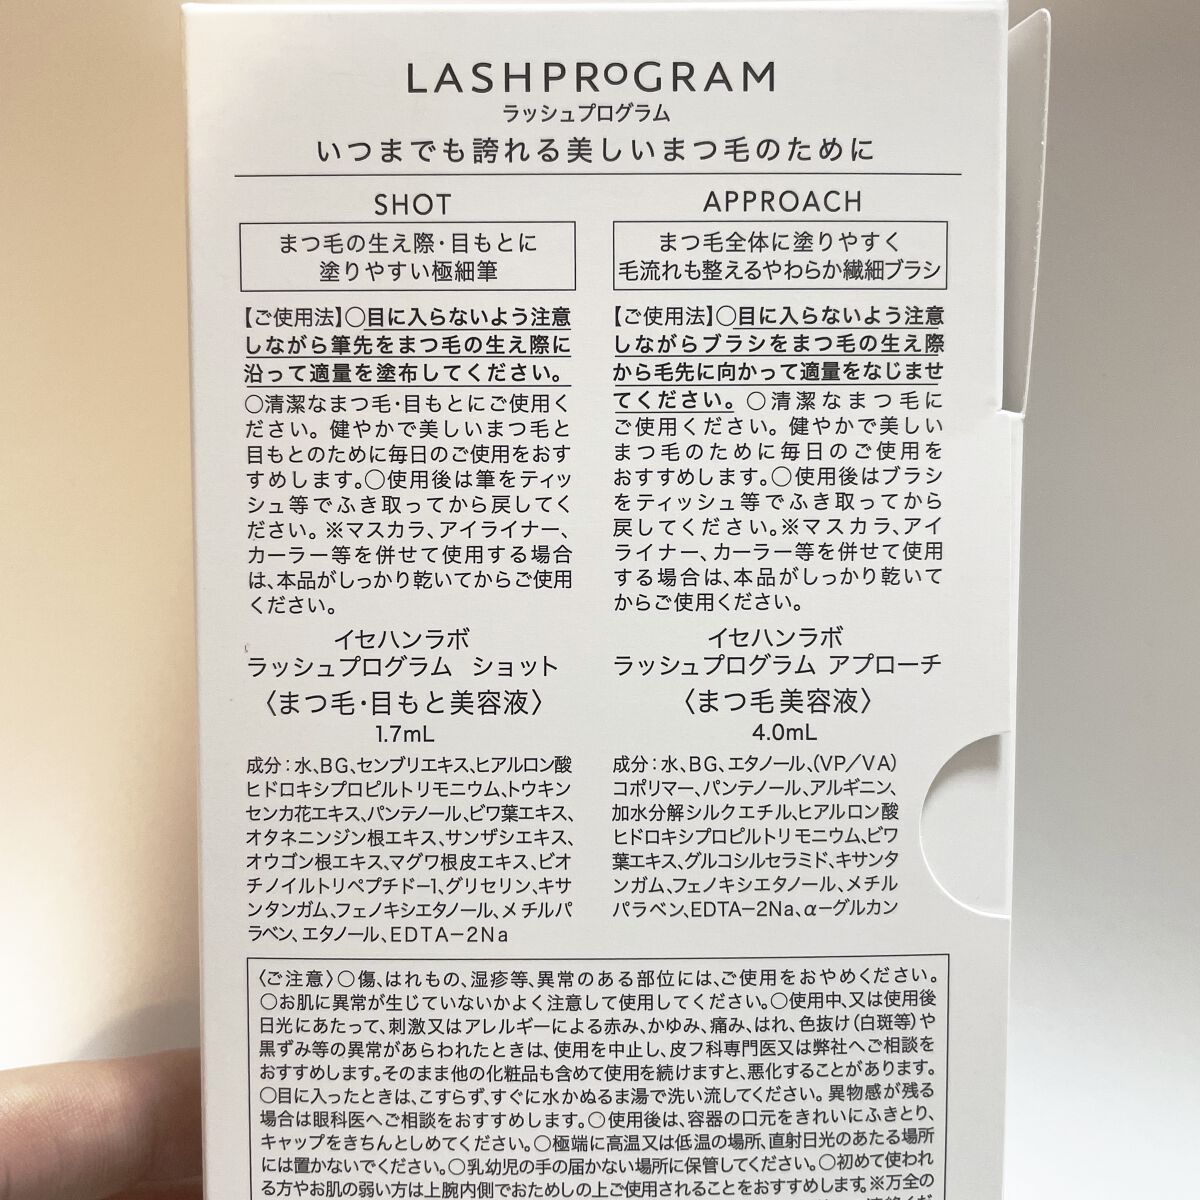 LASHPROGRAM
ラッシュプログラム
いつまでも誇れる美しいまつ毛のために
SHOT
まつ毛の生え際・目もとに
塗りやすい極細筆
【ご使用法】○目に入らないよう注意
しながら筆先をまつ毛の生え際に
沿って適量を塗布してください。
○清潔なまつ毛・目もとにご使用く
ださい。健やかで美しいまつ毛と
目もとのために毎日のご使用をおす
すめします。○使用後は筆をティッ
シュ等でふき取ってから戻してく
ださい。※マスカラ、アイライナー、
カーラー等を併せて使用する場合
は、本品がしっかり乾いてからご使用
ください。
イセハンラボ
ラッシュプログラム ショット
〈まつ毛・目もと美容液〉
1.7mL
成分：水、BG、センブリエキス、ヒアルロン酸
ヒドロキシプロピルトリモニウム、トウキン
センカ花エキス、パンテノール、ビワ葉エキス、
オタネニンジン根エキス、サンザシエキス、
オウゴン根エキス、マグワ根皮エキス、ビオ
チノイルトリペプチド-1、グリセリン、キサ
ンタンガム、フェノキシエタノール、メチルパ
ラベン、エタノール、EDTA-2Na
APPROACH
まつ毛全体に塗りやすく
毛流れも整えるやわらか繊細ブラシ
【ご使用法】○目に入らないよう注意
しながらブラシをまつ毛の生え際
から毛先に向かって適量をなじませ
てください。○清潔なまつ毛に
ご使用ください。健やかで美しい
まつ毛のために毎日のご使用を
おすすめします。○使用後はブラシ
をティッシュ等でふき取ってから
戻してください。※マスカラ、アイ
ライナー、カーラー等を併せて使用
する場合は、本品がしっかり乾いて
からご使用ください。
イセハンラボ
ラッシュプログラム アプローチ
〈まつ毛美容液〉
4.0mL
成分：水、BG、エタノール、(VP／VA)
コポリマー、パンテノール、アルギニン、
加水分解シルクエチル、ヒアルロン酸
ヒドロキシプロピルトリモニウム、ビワ
葉エキス、グルコシルセラミド、キサンタ
ンガム、フェノキシエタノール、メチル
パラベン、EDTA-2Na、α-グルカン
〈ご注意〉○傷、はれもの、湿疹等、異常のある部位には、ご使用をおやめください。
○お肌に異常が生じていないかよく注意して使用してください。○使用中、又は使用後
日光にあたって、刺激又はアレルギーによる赤み、かゆみ、痛み、はれ、色抜け(白斑等)や
黒ずみ等の異常があらわれたときは、使用を中止し、皮フ科専門医又は弊社へご相談を
おすすめします。そのまま他の化粧品も含めて使用を続けますと、悪化することがあります。
○目に入ったときは、こすらず、すぐに水かぬるま湯で洗い流してください。異物感が残る
場合は眼科医へご相談をおすすめします。○使用後は、容器の口元をきれいにふきとり、
キャップをきちんとしめてください。○極端に高温又は低温の場所、直射日光のあたる場所
には置かないでください。○乳幼児の手の届かない場所に保管してください。○初めて使われ
る方やお肌の弱い方は上腕内側でおためしの上ご使用されることをおすすめします。※万全の